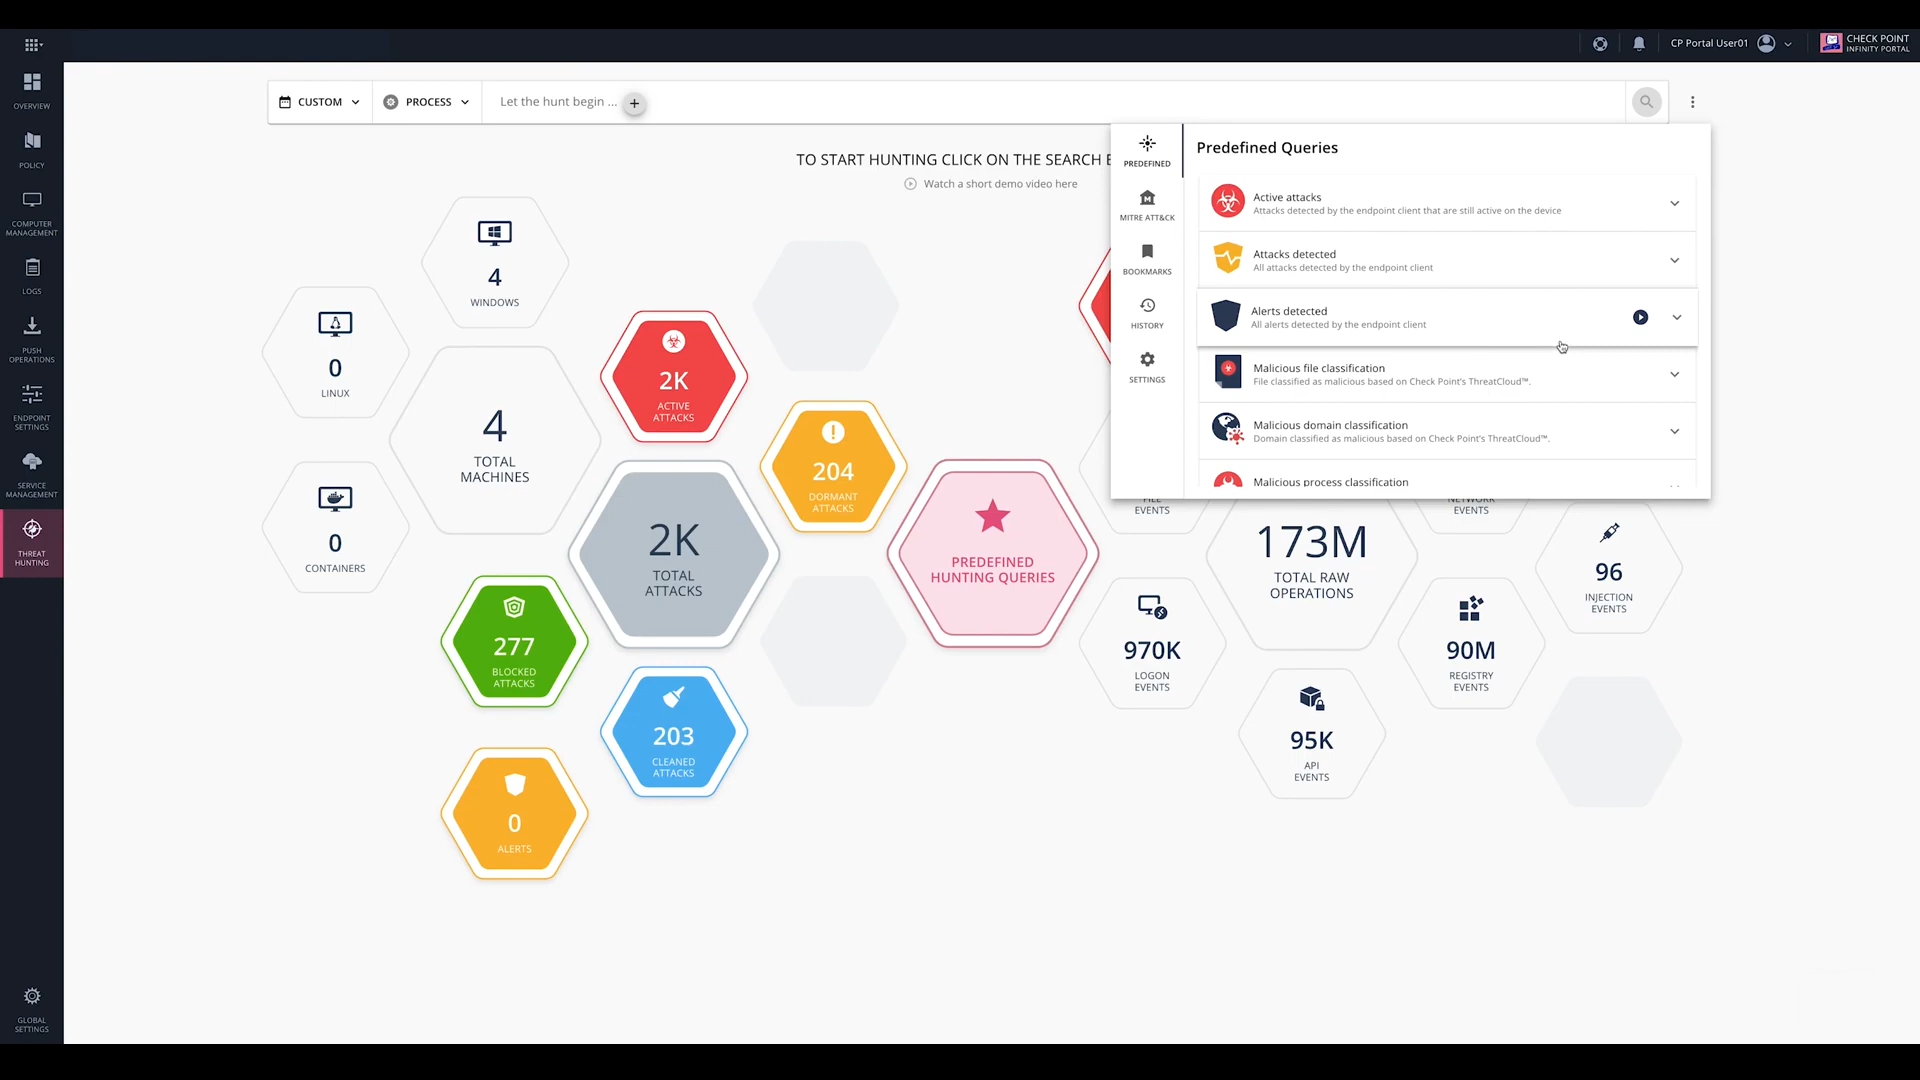 CP Portal User01
CHECK POINT
INFINITY PORTAL
OVERVIEW
POLICY
COMPUTER
MANAGEMENT
LOGS
PUSH
OPERATIONS
ENDPOINT
SETTINGS
SERVICE
MANAGEMENT
THREAT
HUNTING
GLOBAL
SETTINGS
CUSTOM
PROCESS
Let the hunt begin ...
TO START HUNTING CLICK ON THE SEARCH
Watch a short demo video here
4
WINDOWS
0
LINUX
4
TOTAL
MACHINES
0
CONTAINERS
2K
ACTIVE
ATTACKS
204
DORMANT
ATTACKS
2K
TOTAL
ATTACKS
277
BLOCKED
ATTACKS
203
CLEANED
ATTACKS
0
ALERTS
PREDEFINED
HUNTING QUERIES
FILE
EVENTS
NETWORK
EVENTS
173M
TOTAL RAW
OPERATIONS
96
INJECTION
EVENTS
970K
LOGON
EVENTS
90M
REGISTRY
EVENTS
95K
API
EVENTS
PREDEFINED
MITRE ATT&CK
BOOKMARKS
HISTORY
SETTINGS
Predefined Queries
Active attacks
Attacks detected by the endpoint client that are still active on the device
Attacks detected
All attacks detected by the endpoint client
Alerts detected
All alerts detected by the endpoint client
Malicious file classification
File classified as malicious based on Check Point's ThreatCloud™.
Malicious domain classification
Domain classified as malicious based on Check Point's ThreatCloud™.
Malicious process classification